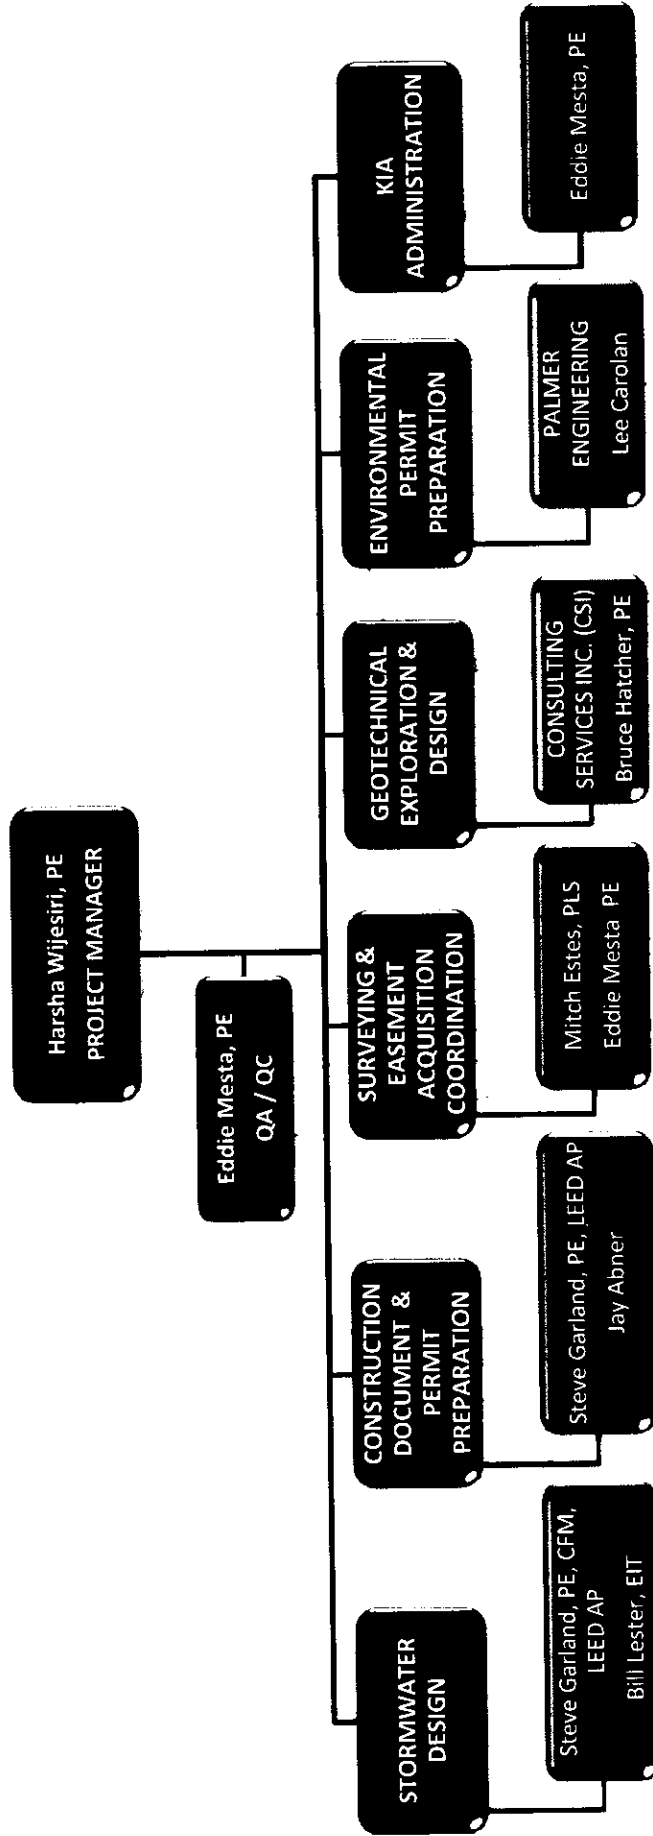 Harsha Wijesiri, PE
PROJECT MANAGER
Eddie Mesta, PE
QA / QC
STORMWATER
DESIGN
Steve Garland, PE, CFM,
LEED AP
Bill Lester, EIT
CONSTRUCTION
DOCUMENT &
PERMIT
PREPARATION
Steve Garland, PE, LEED AP
Jay Abner
SURVEYING &
EASEMENT
ACQUISITION
COORDINATION
Mitch Estes, PLS
Eddie Mesta PE
GEOTECHNICAL
EXPLORATION &
DESIGN
CONSULTING
SERVICES INC. (CSI)
Bruce Hatcher, PE
ENVIRONMENTAL
PERMIT
PREPARATION
PALMER
ENGINEERING
Lee Carolan
KIA
ADMINISTRATION
Eddie Mesta, PE